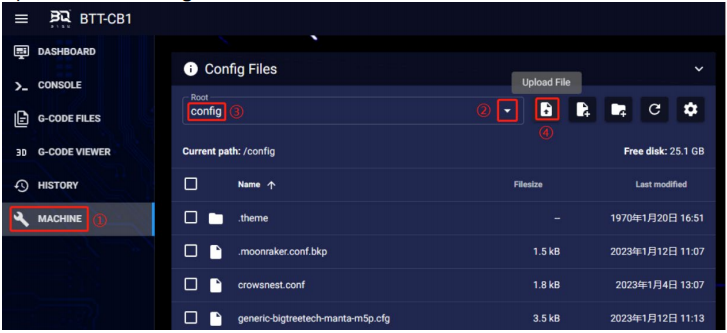 BTT-CB1
DASHBOARD
CONSOLE
G-CODE FILES
3D G-CODE VIEWER
HISTORY
MACHINE ①
Config Files
Upload File
Root
config ③ ②
④
Current path: /config Free disk: 25.1 GB
Name Filesize Last modified
.theme – 1970年1月20日 16:51
.moonraker.conf.bkp 1.5 kB 2023年1月12日 11:07
crowsnest.conf 1.8 kB 2023年1月4日 13:07
generic-bigtreetech-manta-m5p.cfg 3.5 kB 2023年1月12日 11:13